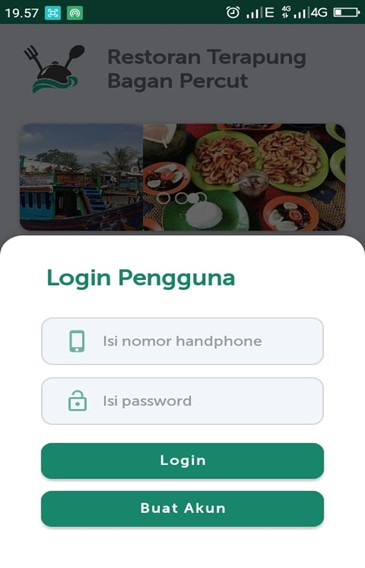 19.57
E
4G
4G
Restoran Terapung
Bagan Percut
Login Pengguna
Isi nomor handphone
Isi password
Login
Buat Akun